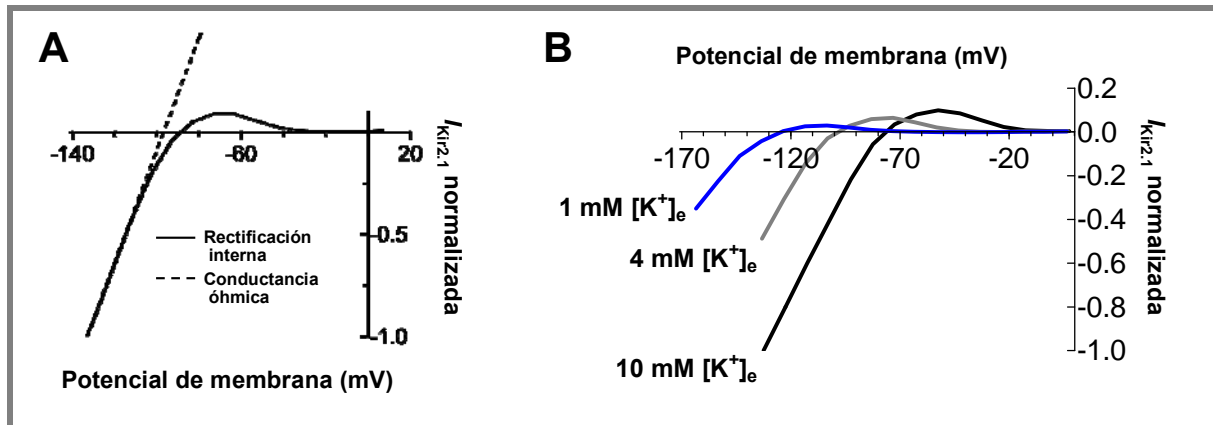 A
-140
-60
20
-0.5
-1.0
I Kir2.1 normalizada
Rectificación
interna
Conductancia
óhmica
Potencial de membrana (mV)
B
Potencial de membrana (mV)
0.2
0.0
-0.2
-0.4
-0.6
-0.8
-1.0
-170
-120
-70
-20
I Kir2.1 normalizada
1 mM [K+]e
4 mM [K+]e
10 mM [K+]e